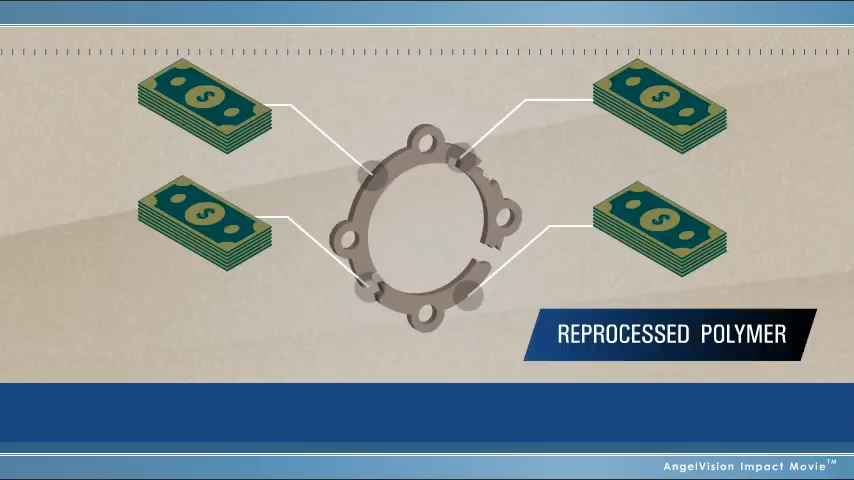 $
$
$
$
REPROCESSED POLYMER
AngelVision Impact Movie™